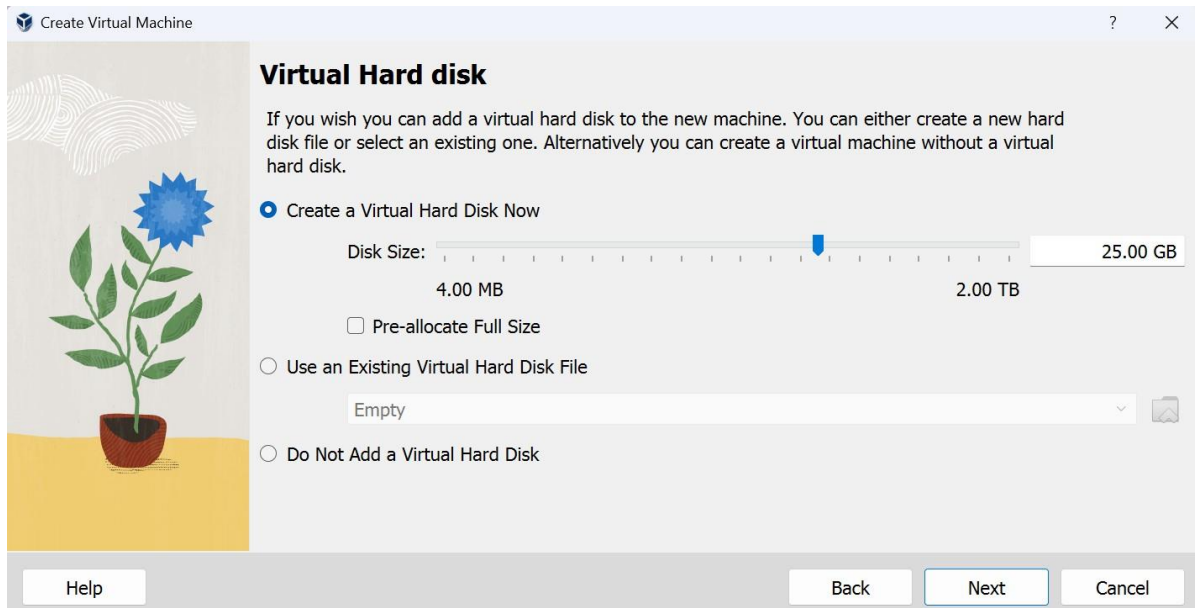 Create Virtual Machine
?
Virtual Hard disk
If you wish you can add a virtual hard disk to the new machine. You can either create a new hard
disk file or select an existing one. Alternatively you can create a virtual machine without a virtual
hard disk.
Create a Virtual Hard Disk Now
Disk Size:
25.00 GB
4.00 MB
2.00 TB
Pre-allocate Full Size
Use an Existing Virtual Hard Disk File
Empty
Do Not Add a Virtual Hard Disk
Help
Back
Next
Cancel